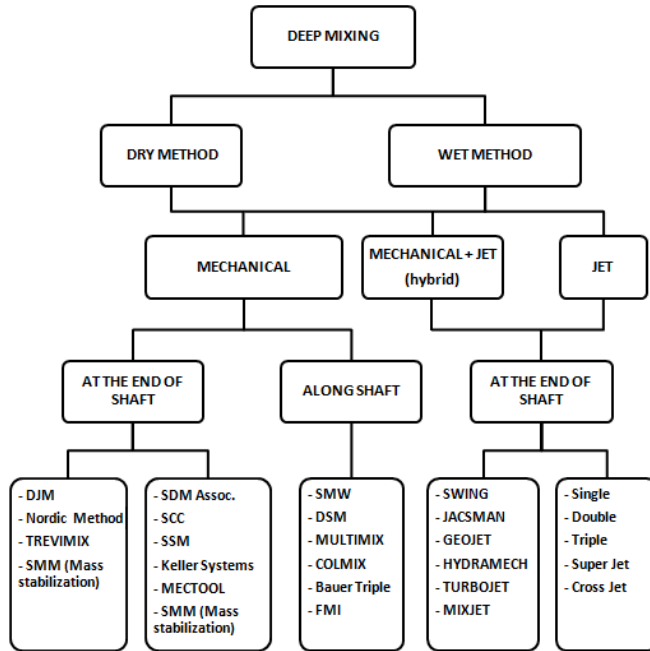 DEEP MIXING
DRY METHOD
WET METHOD
MECHANICAL
MECHANICAL + JET
(hybrid)
JET
AT THE END OF
SHAFT
ALONG SHAFT
AT THE END OF
SHAFT
- DJM
- Nordic Method
- TREVIMIX
- SMM (Mass
stabilization)
- SDM Assoc.
- SCC
- SSM
- Keller Systems
- MECTOOL
- SMM (Mass
stabilization)
- SMW
- DSM
- MULTIMIX
- COLMIX
- Bauer Triple
- FMI
- SWING
- JACSMAN
- GEOJET
- HYDRAMECH
- TURBOJET
- MIXJET
- Single
- Double
- Triple
- Super Jet
- Cross Jet